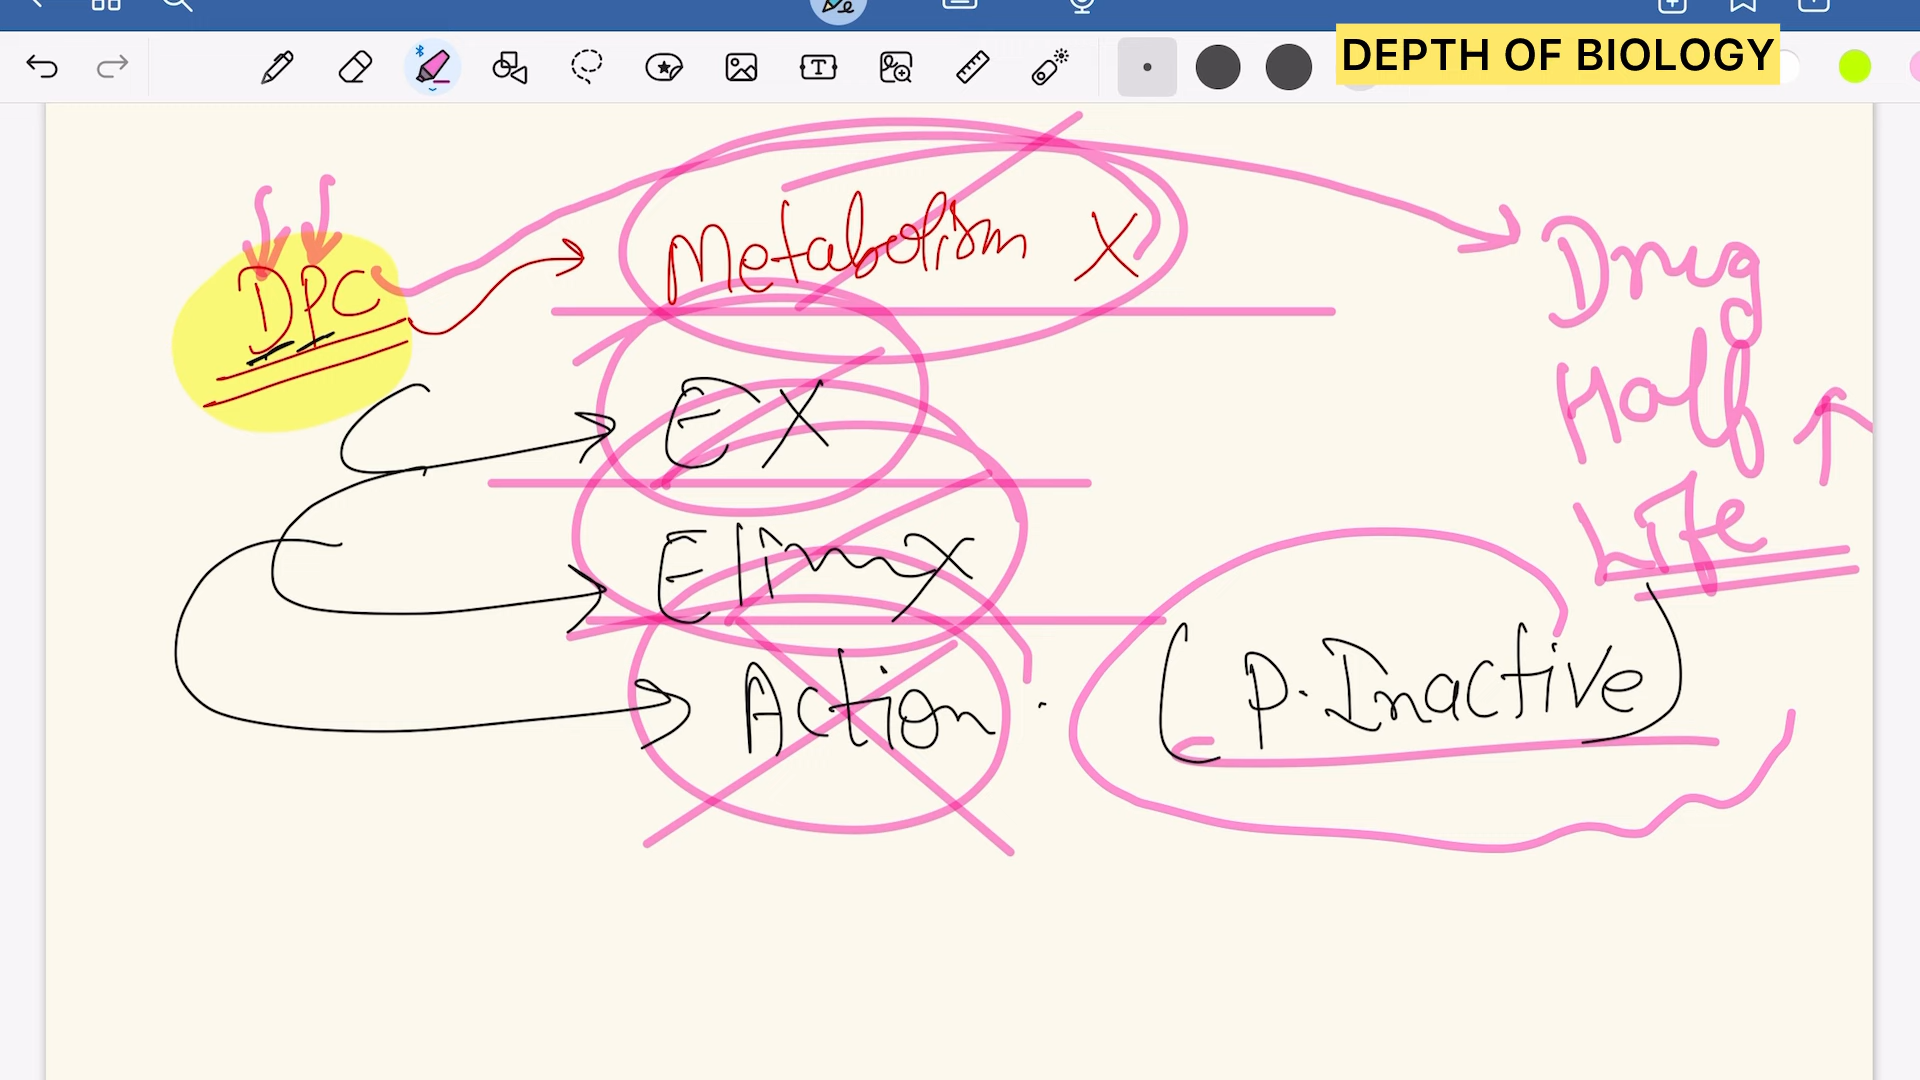 DEPTH OF BIOLOGY
DPC
Metabolism X
Drug
Half
Life
EX
Elim X
Action.
(P. Inactive)